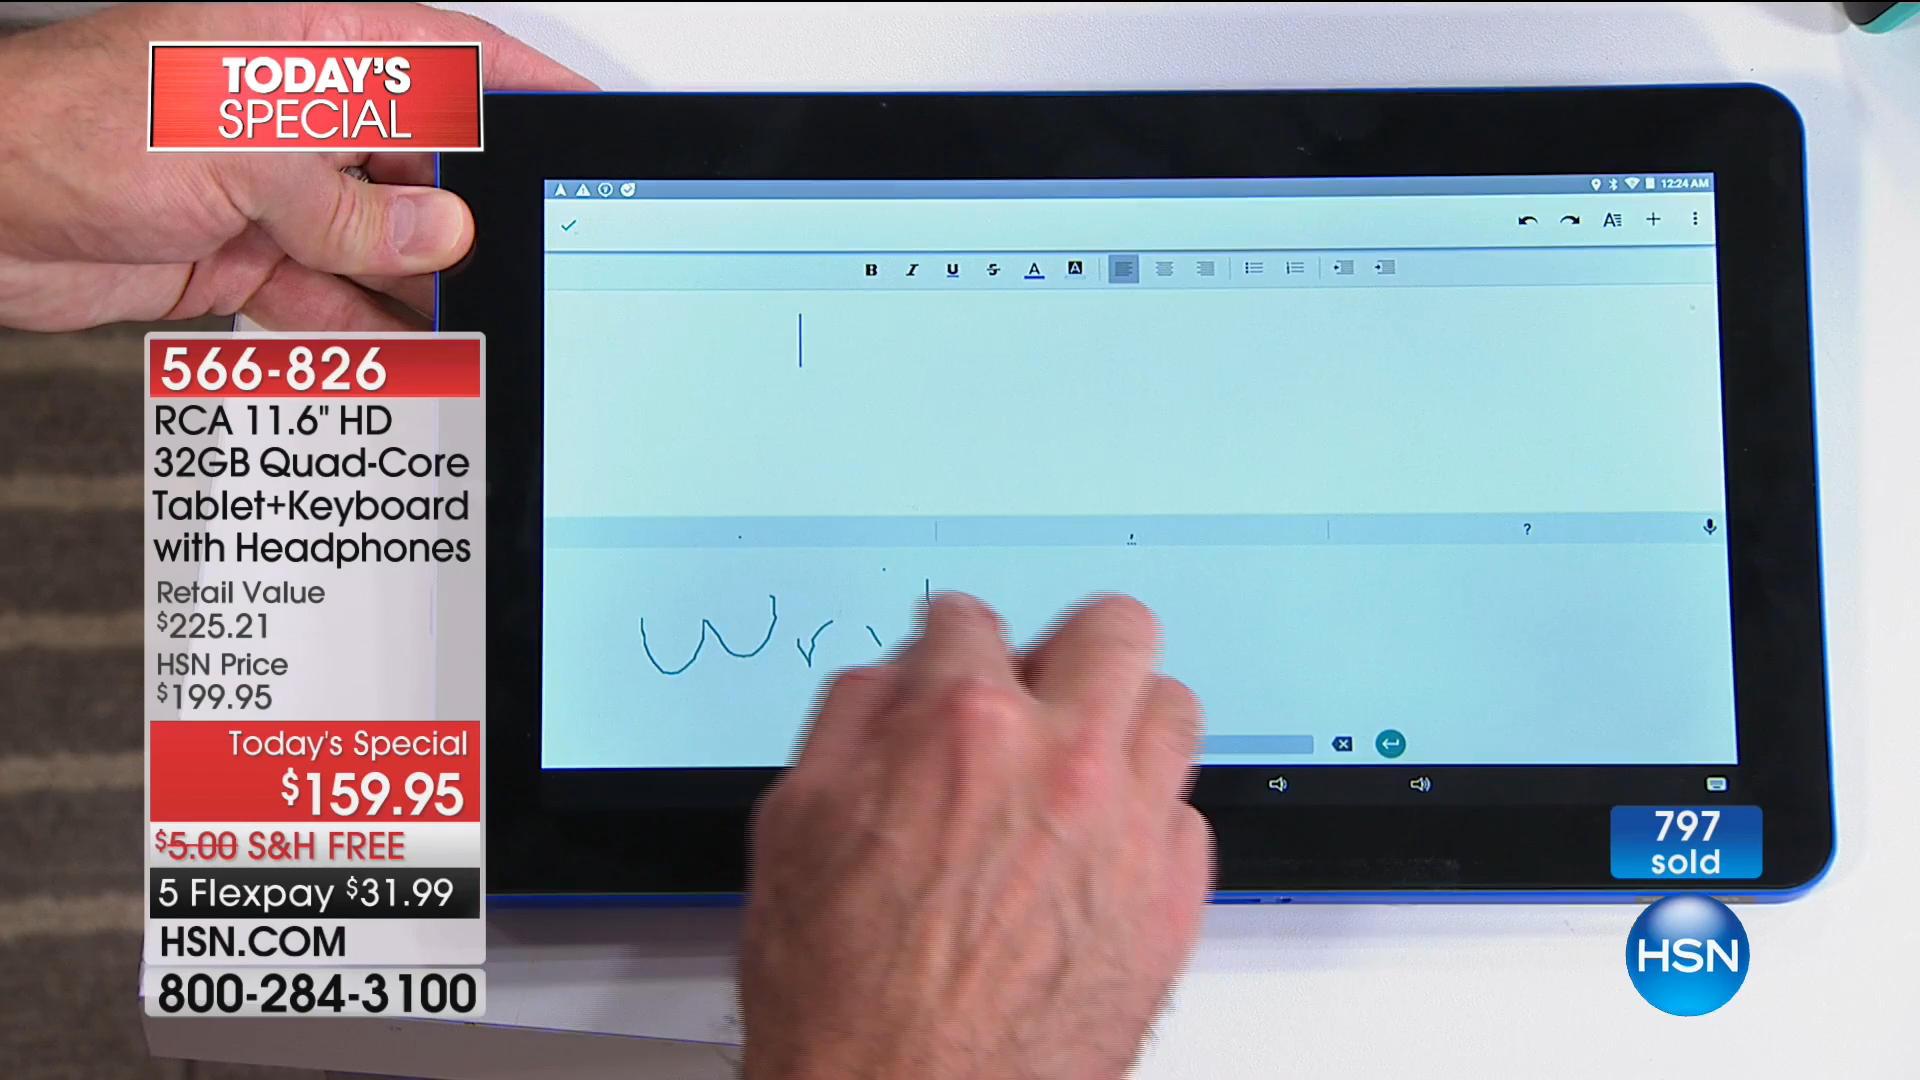 TODAY'S
SPECIAL
12:24 AM
B I U S A A
. , ?
Wri
566-826
RCA 11.6" HD
32GB Quad-Core
Tablet+Keyboard
with Headphones
Retail Value
$225.21
HSN Price
$199.95
Today's Special
$159.95
$5.00 S&H FREE
5 Flexpay $31.99
HSN.COM
800-284-3100
797
sold
HSN